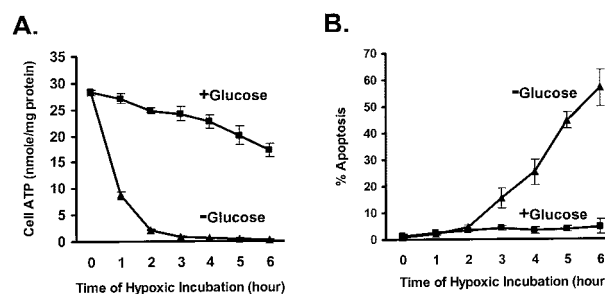 A.
Cell ATP (nmole/mg protein)
35
30
25
20
15
10
5
0
+Glucose
−Glucose
0 1 2 3 4 5 6
Time of Hypoxic Incubation (hour)
B.
% Apoptosis
70
60
50
40
30
20
10
0
−Glucose
+Glucose
0 1 2 3 4 5 6
Time of Hypoxic Incubation (hour)